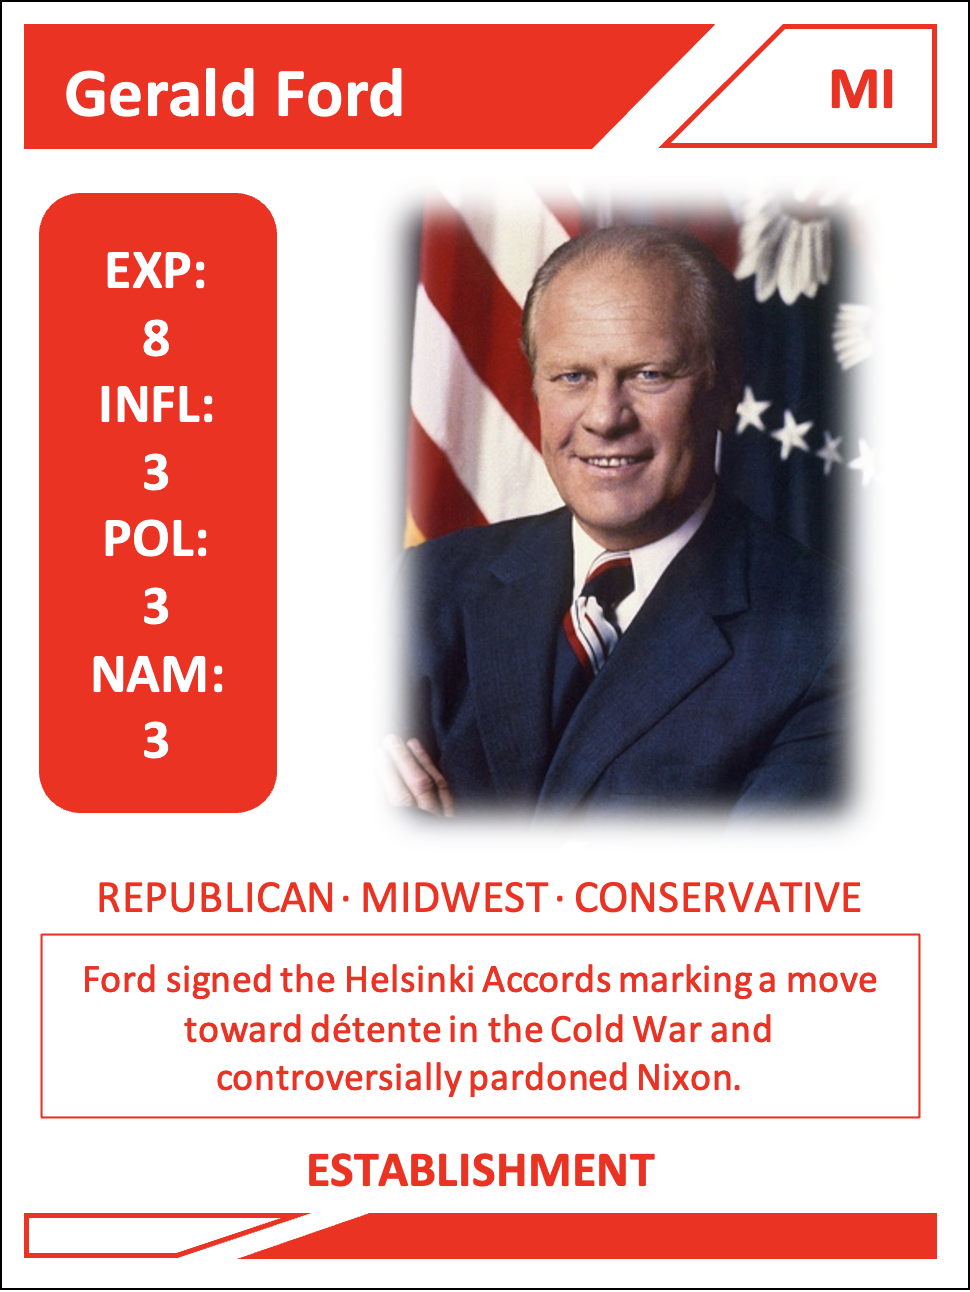 Gerald Ford
MI
EXP:
8
INFL:
3
POL:
3
NAM:
3
REPUBLICAN · MIDWEST · CONSERVATIVE
Ford signed the Helsinki Accords marking a move
toward détente in the Cold War and
controversially pardoned Nixon.
ESTABLISHMENT